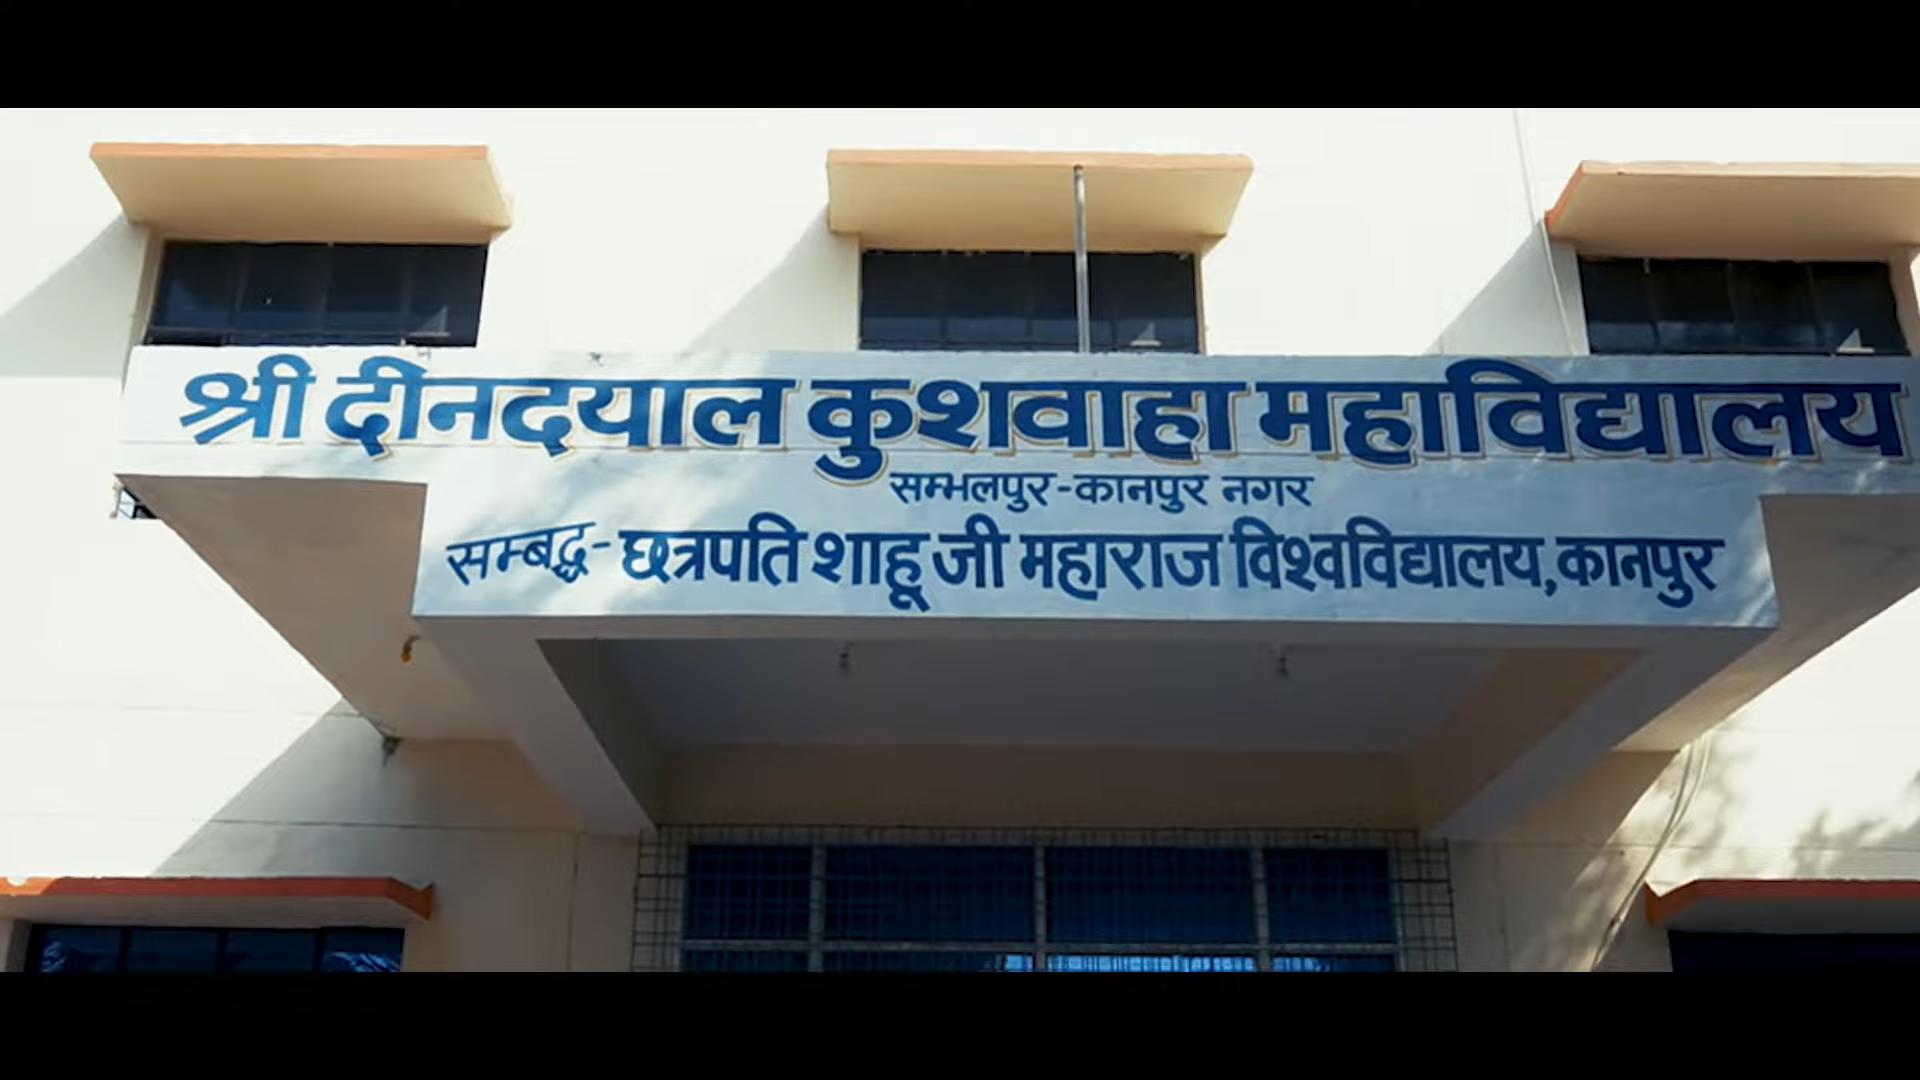 श्री दीनदयाल कुशवाहा महाविद्यालय
सम्भलपुर-कानपुर नगर
सम्बद्ध- छत्रपति शाहू जी महाराज विश्वविद्यालय, कानपुर